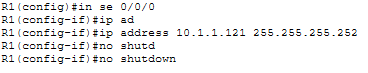 R1(config)#in se 0/0/0
R1(config-if)#ip ad
R1(config-if)#ip address 10.1.1.121 255.255.255.252
R1(config-if)#no shutd
R1(config-if)#no shutdown